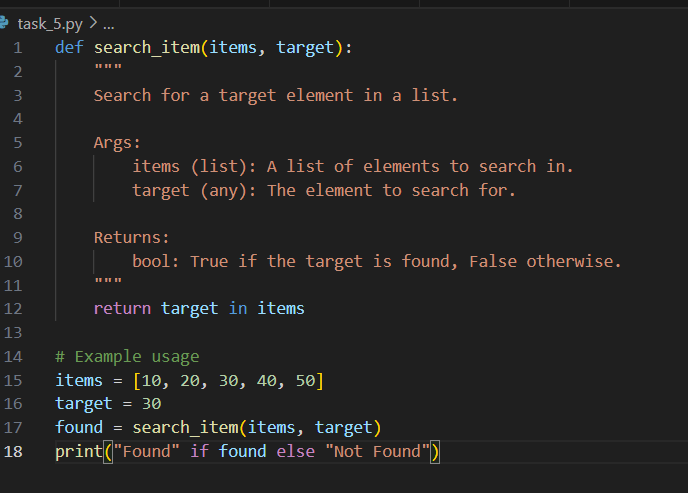 task_5.py > ...
1 def search_item(items, target):
2     """
3     Search for a target element in a list.
4
5     Args:
6         items (list): A list of elements to search in.
7         target (any): The element to search for.
8
9     Returns:
10         bool: True if the target is found, False otherwise.
11     """
12     return target in items
13
14 # Example usage
15 items = [10, 20, 30, 40, 50]
16 target = 30
17 found = search_item(items, target)
18 print("Found" if found else "Not Found")